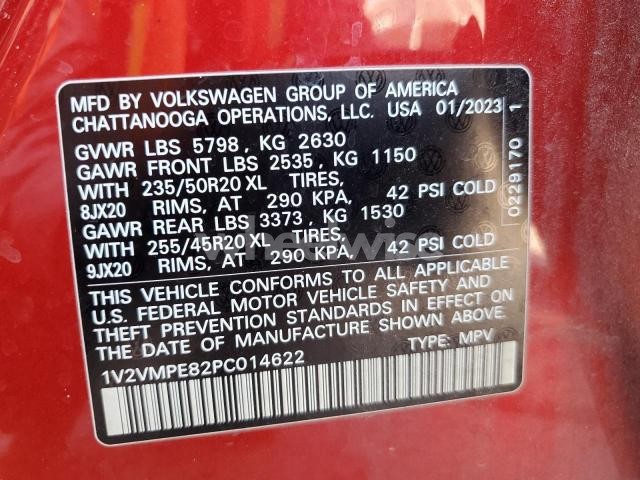 MFD BY VOLKSWAGEN GROUP OF AMERICA
CHATTANOOGA OPERATIONS, LLC. USA 01/2023
GVWR LBS 5798, KG 2630
GAWR FRONT LBS 2535, KG 1150
WITH 235/50R20 XL TIRES,
8JX20 RIMS, AT 290 KPA, 42 PSI COLD
GAWR REAR LBS 3373, KG 1530
WITH 255/45R20 XL TIRES,
9JX20 RIMS, AT 290 KPA, 42 PSI COLD
THIS VEHICLE CONFORMS TO ALL APPLICABLE
U.S. FEDERAL MOTOR VEHICLE SAFETY AND
THEFT PREVENTION STANDARDS IN EFFECT ON
THE DATE OF MANUFACTURE SHOWN ABOVE.
1V2VMPE82PC014622 TYPE: MPV
0229170 1